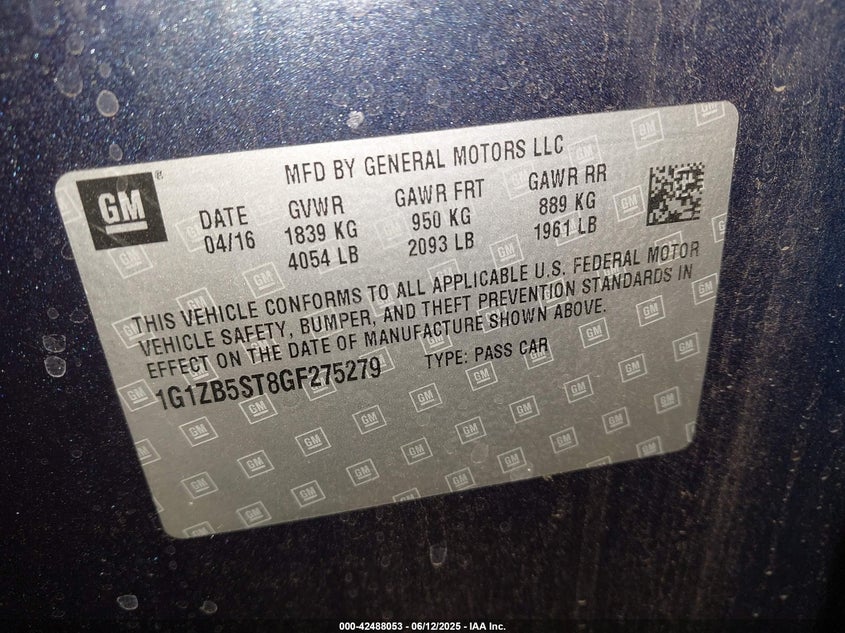 MFD BY GENERAL MOTORS LLC
GM®
DATE GVWR GAWR FRT GAWR RR
04/16 1839 KG 950 KG 889 KG
4054 LB 2093 LB 1961 LB
THIS VEHICLE CONFORMS TO ALL APPLICABLE U.S. FEDERAL MOTOR
VEHICLE SAFETY, BUMPER, AND THEFT PREVENTION STANDARDS IN
EFFECT ON THE DATE OF MANUFACTURE SHOWN ABOVE.
1G1ZB5ST8GF275279 TYPE: PASS CAR
000-42488053 - 06/12/2025 - IAA Inc.